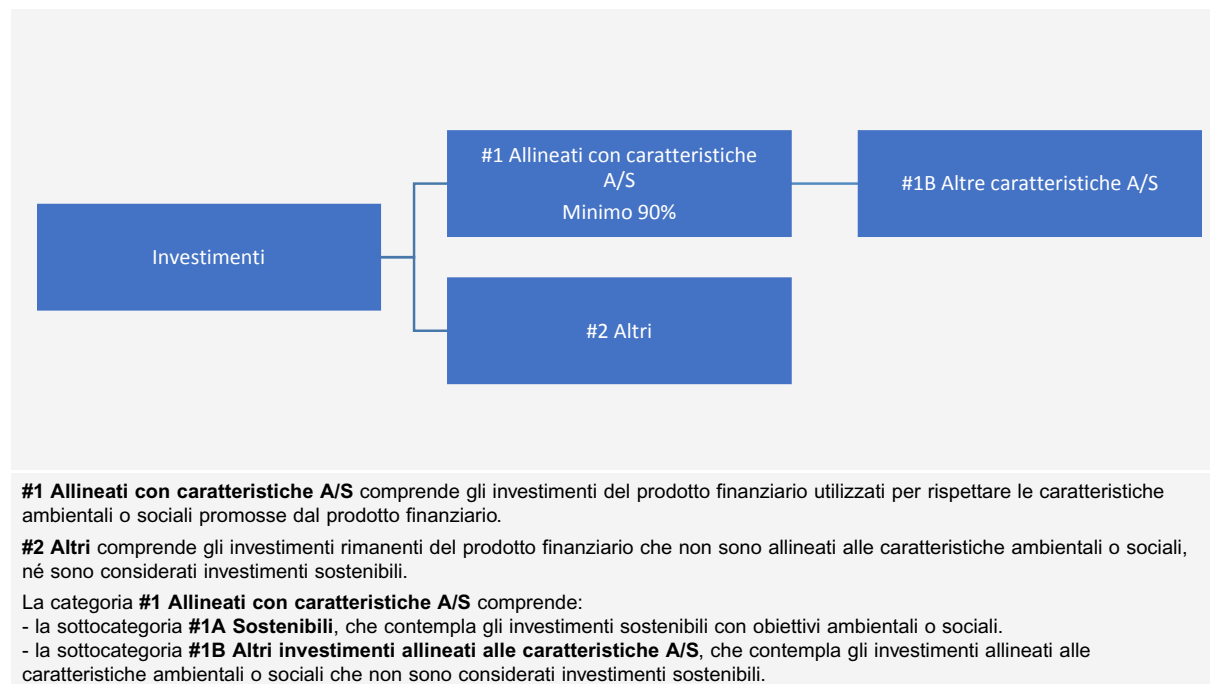 #1 Allineati con caratteristiche
A/S
Minimo 90%
#1B Altre caratteristiche A/S
Investimenti
#2 Altri
#1 Allineati con caratteristiche A/S comprende gli investimenti del prodotto finanziario utilizzati per rispettare le caratteristiche
ambientali o sociali promosse dal prodotto finanziario.
#2 Altri comprende gli investimenti rimanenti del prodotto finanziario che non sono allineati alle caratteristiche ambientali o sociali,
né sono considerati investimenti sostenibili.
La categoria #1 Allineati con caratteristiche A/S comprende:
- la sottocategoria #1A Sostenibili, che contempla gli investimenti sostenibili con obiettivi ambientali o sociali.
- la sottocategoria #1B Altri investimenti allineati alle caratteristiche A/S, che contempla gli investimenti allineati alle
caratteristiche ambientali o sociali che non sono considerati investimenti sostenibili.